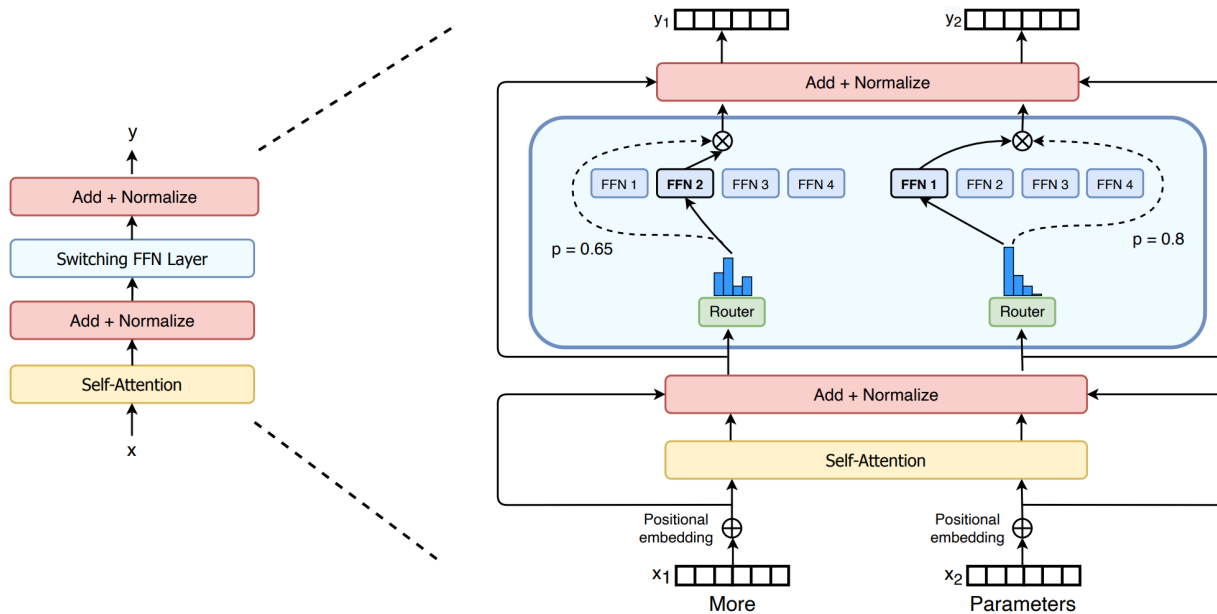 y
Add + Normalize
Switching FFN Layer
Add + Normalize
Self-Attention
x
y₁
y₂
Add + Normalize
FFN 1
FFN 2
FFN 3
FFN 4
FFN 1
FFN 2
FFN 3
FFN 4
p = 0.65
p = 0.8
Router
Router
Add + Normalize
Self-Attention
Positional
embedding
Positional
embedding
x₁
x₂
More
Parameters